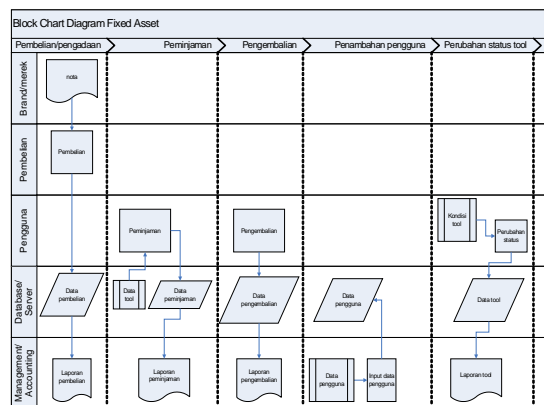 Block Chart Diagram Fixed Asset
Pembelian/pengadaan
Peminjaman
Pengembalian
Penambahan pengguna
Perubahan status tool
Brand/merek
nota
Pembelian
Pembelian
Pengguna
Peminjaman
Pengembalian
Kondisi
tool
Perubahan
status
Database/
Server
Data
pembelian
Data
tool
Data
peminjaman
Data
pengembalian
Data
pengguna
Data tool
Management/
Accounting
Laporan
pembelian
Laporan
peminjaman
Laporan
pengembalian
Data
pengguna
Input data
pengguna
Laporan tool